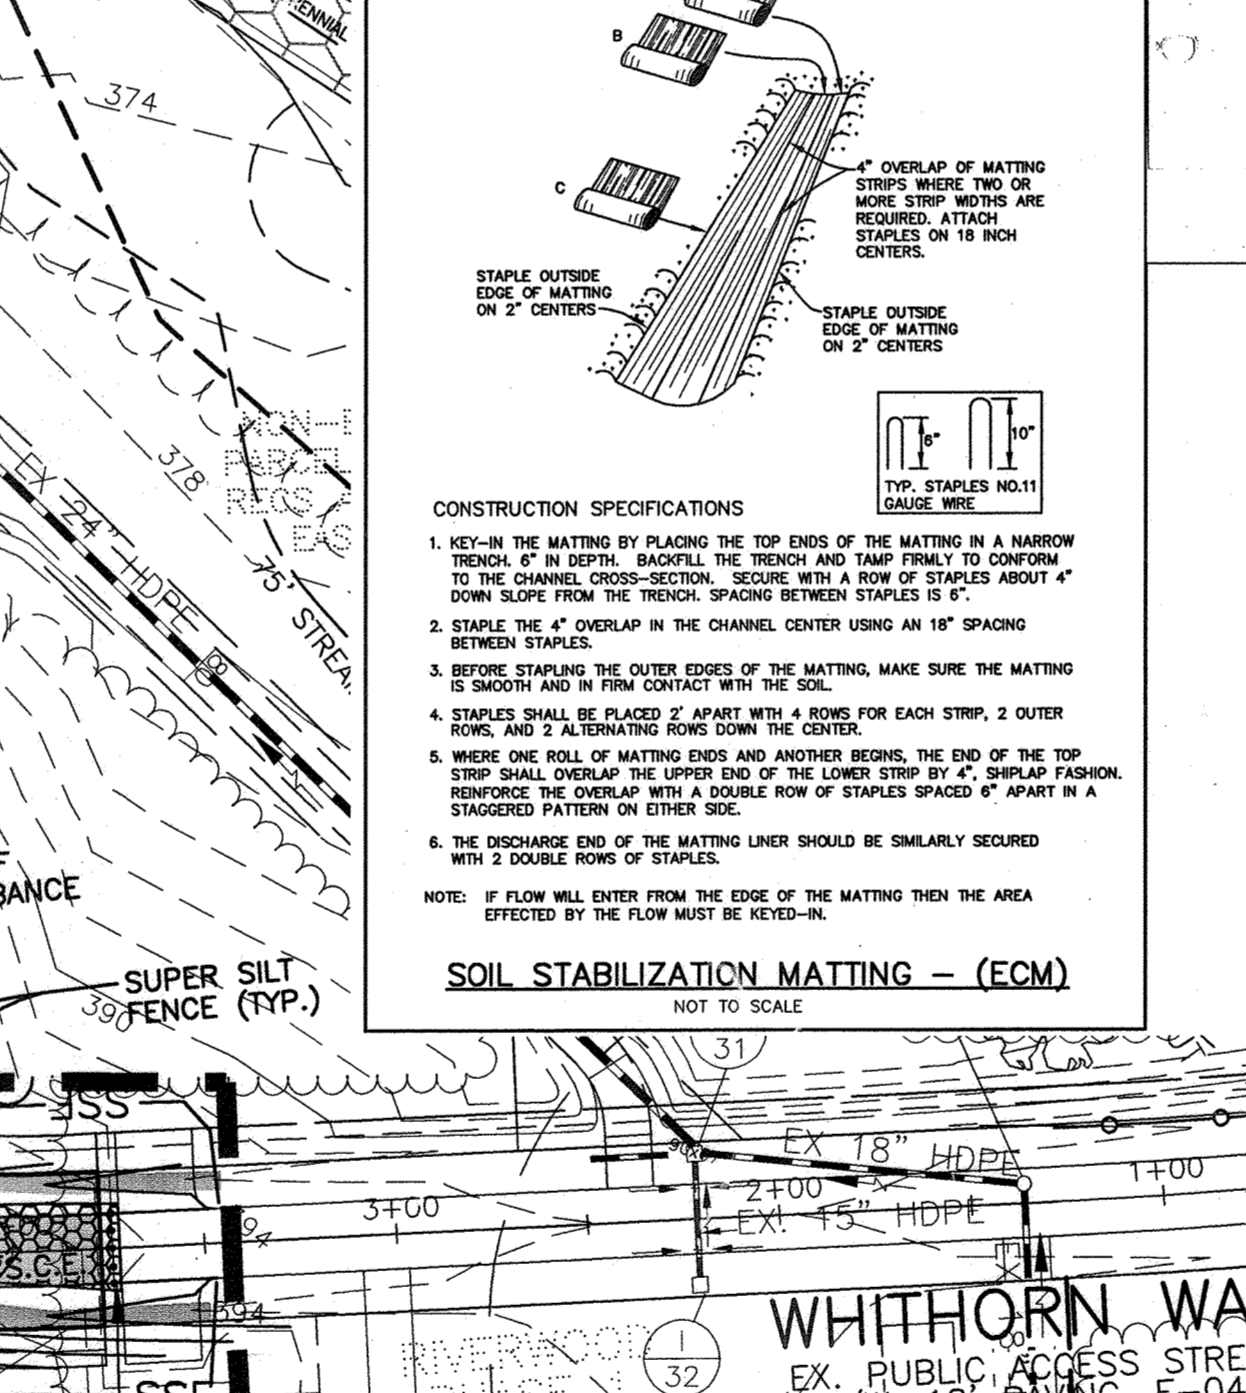 374
B
C
4" OVERLAP OF MATTING
STRIPS WHERE TWO OR
MORE STRIP WIDTHS ARE
REQUIRED. ATTACH
STAPLES ON 18 INCH
CENTERS.
STAPLE OUTSIDE
EDGE OF MATTING
ON 2" CENTERS
STAPLE OUTSIDE
EDGE OF MATTING
ON 2" CENTERS
6"
10"
TYP. STAPLES NO.11
GAUGE WIRE
378
EX 24" HDPE
75' STREAM
CONSTRUCTION SPECIFICATIONS
1. KEY-IN THE MATTING BY PLACING THE TOP ENDS OF THE MATTING IN A NARROW
TRENCH. 6" IN DEPTH. BACKFILL THE TRENCH AND TAMP FIRMLY TO CONFORM
TO THE CHANNEL CROSS-SECTION. SECURE WITH A ROW OF STAPLES ABOUT 4"
DOWN SLOPE FROM THE TRENCH. SPACING BETWEEN STAPLES IS 6".
2. STAPLE THE 4" OVERLAP IN THE CHANNEL CENTER USING AN 18" SPACING
BETWEEN STAPLES.
3. BEFORE STAPLING THE OUTER EDGES OF THE MATTING, MAKE SURE THE MATTING
IS SMOOTH AND IN FIRM CONTACT WITH THE SOIL.
4. STAPLES SHALL BE PLACED 2' APART WITH 4 ROWS FOR EACH STRIP, 2 OUTER
ROWS, AND 2 ALTERNATING ROWS DOWN THE CENTER.
5. WHERE ONE ROLL OF MATTING ENDS AND ANOTHER BEGINS, THE END OF THE TOP
STRIP SHALL OVERLAP THE UPPER END OF THE LOWER STRIP BY 4", SHIPLAP FASHION.
REINFORCE THE OVERLAP WITH A DOUBLE ROW OF STAPLES SPACED 6" APART IN A
STAGGERED PATTERN ON EITHER SIDE.
6. THE DISCHARGE END OF THE MATTING LINER SHOULD BE SIMILARLY SECURED
WITH 2 DOUBLE ROWS OF STAPLES.
NOTE: IF FLOW WILL ENTER FROM THE EDGE OF THE MATTING THEN THE AREA
EFFECTED BY THE FLOW MUST BE KEYED-IN.
SOIL STABILIZATION MATTING - (ECM)
NOT TO SCALE
BANCE
SUPER SILT
FENCE (TYP.)
390
31
SS
EX 18" HDPE
1+00
2+00
3+00
EX. 15" HDPE
94
S.C.E.
394
1
32
WHITHORN WA
EX. PUBLIC ACCESS STRE
SSF